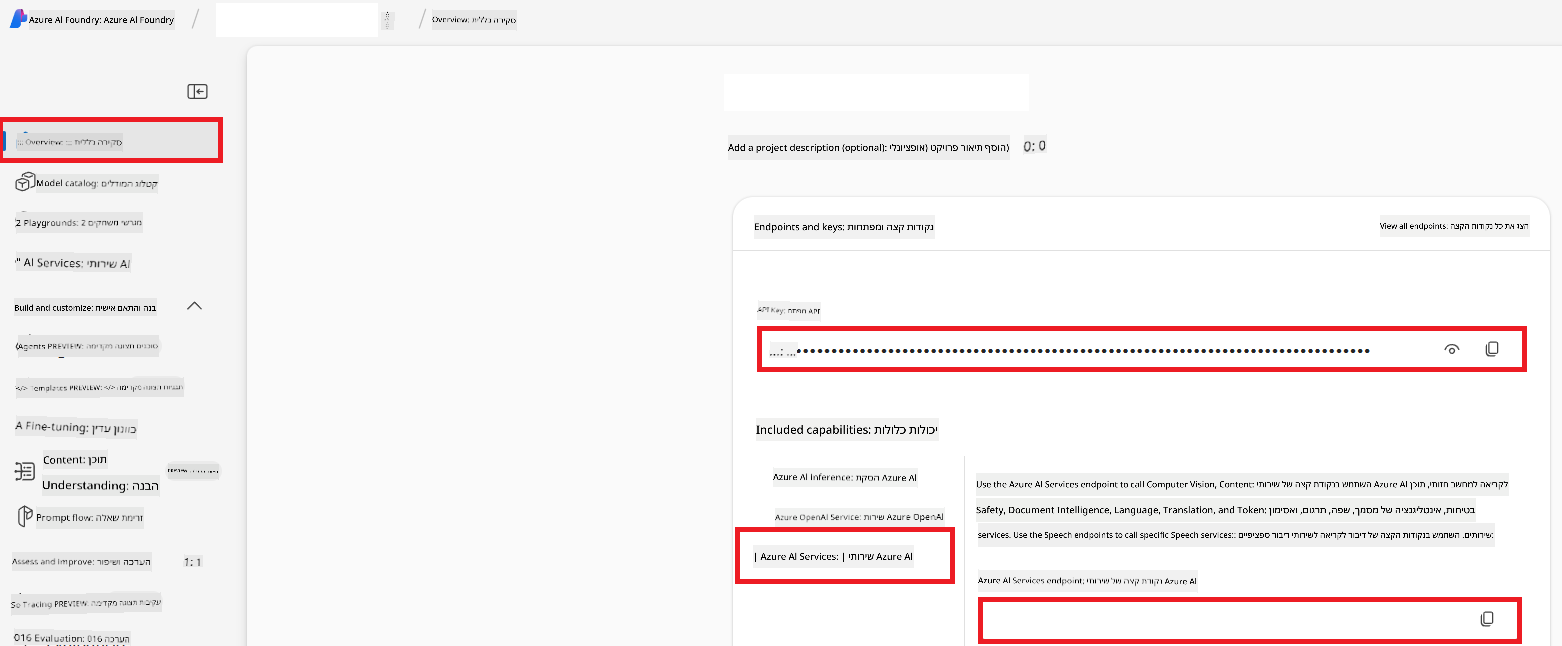 Azure AI Foundry: Azure AI Foundry / / Overview: סקירה כללית
Overview: ... סקירה כללית
Model catalog: קטלוג המודלים
2 Playgrounds: 2 מגרשי משחקים
" AI Services: שירותי AI
Build and customize: בנה והתאם אישית
Agents PREVIEW: סוכנים תצוגה מקדימה
</> Templates PREVIEW: </> תבניות תצוגה מקדימה
A Fine-tuning: כוונון עדין
Content: תוכן
Understanding: הבנה
Prompt flow: זרימת שאלה
Assess and improve: הערכה ושיפור 1: 1
So Tracing PREVIEW: עקיבות תצוגה מקדימה
016 Evaluation: 016 הערכה
Add a project description (optional): הוסף תיאור פרויקט (אופציונלי) 0: 0
Endpoints and keys: נקודות קצה ומפתחות
View all endpoints: הצג את כל נקודות הקצה
API Key: מפתח API
...: ...••••••••••••••••••••••••••••••••••••••••••••••••••••••••••••••••••••••••••••••••
Included capabilities: יכולות כלולות
Azure AI Inference: הסקת Azure AI
Azure OpenAI Service: שירות Azure OpenAI
| Azure AI Services: | שירותי Azure AI
Use the Azure AI Services endpoint to call Computer Vision, Content: השתמש בנקודת קצה של שירותי Azure AI לקריאה למחשב חזותי, תוכן
Safety, Document Intelligence, Language, Translation, and Token: בטיחות, אינטליגנציה של מסמך, שפה, תרגום, ואסימון
services. Use the Speech endpoints to call specific Speech services:: שירותים. השתמש בנקודות הקצה של דיבור לקריאה לשירותי דיבור ספציפיים:
Azure AI Services endpoint: נקודת קצה של שירותי Azure AI